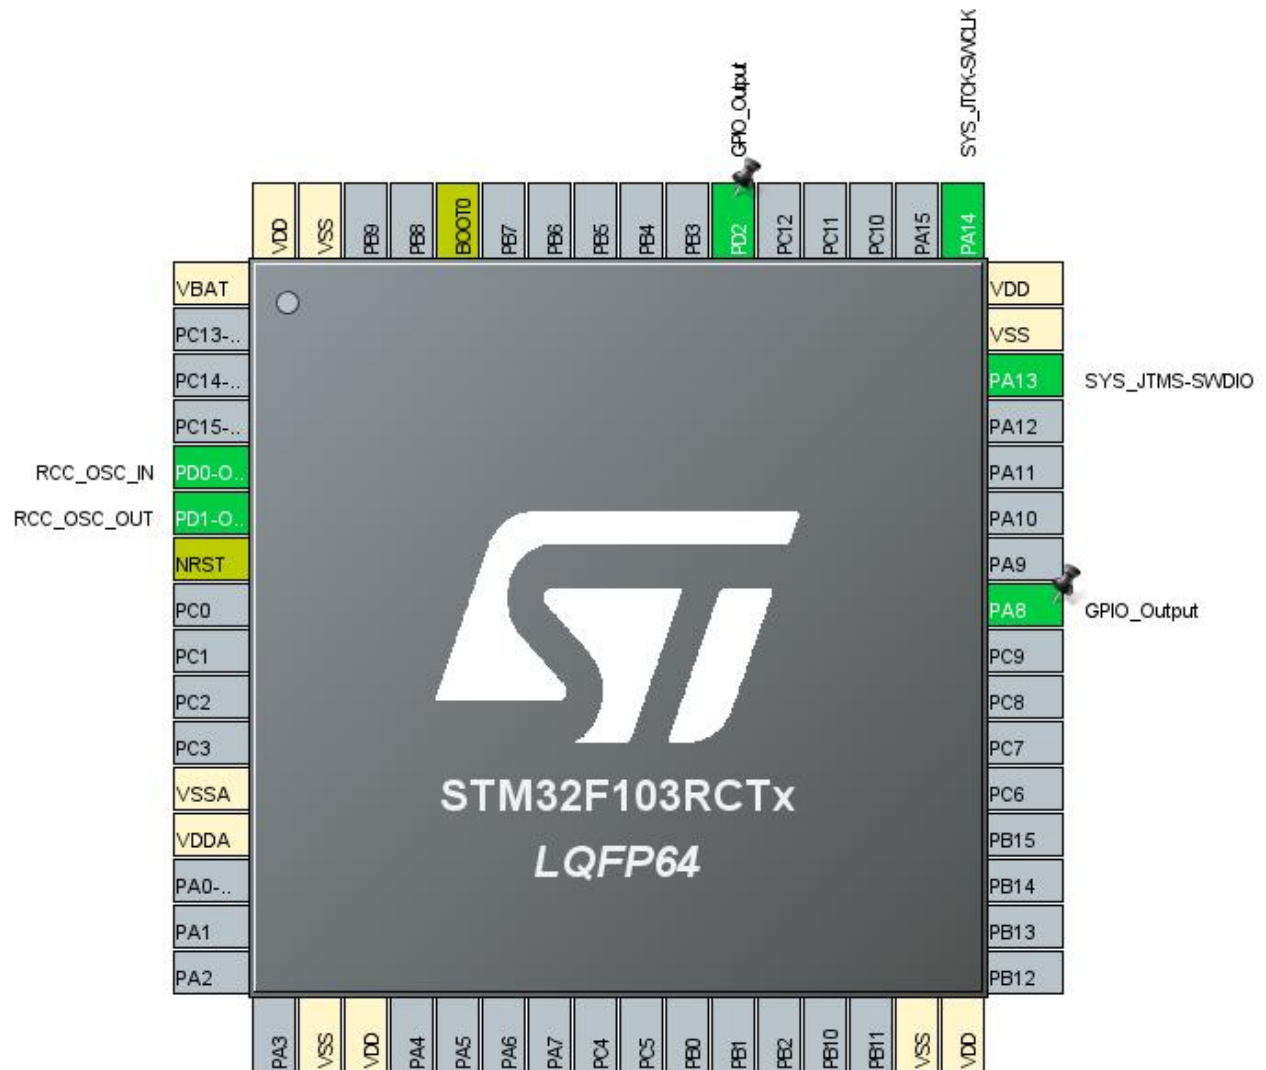 SYS_JTCK-SWCLK
GPIO_Output
VDD
VSS
PB9
PB8
BOOT0
PB7
PB6
PB5
PB4
PB3
PD2
PC12
PC11
PC10
PA15
PA14
VBAT
PC13-..
PC14-..
PC15-..
RCC_OSC_IN PD0-O..
RCC_OSC_OUT PD1-O..
NRST
PC0
PC1
PC2
PC3
VSSA
VDDA
PA0-..
PA1
PA2
VDD
VSS
PA13 SYS_JTMS-SWDIO
PA12
PA11
PA10
PA9
PA8 GPIO_Output
PC9
PC8
PC7
PC6
PB15
PB14
PB13
PB12
ST
STM32F103RCTx
LQFP64
PA3
VSS
VDD
PA4
PA5
PA6
PA7
PC4
PC5
PB0
PB1
PB2
PB10
PB11
VSS
VDD